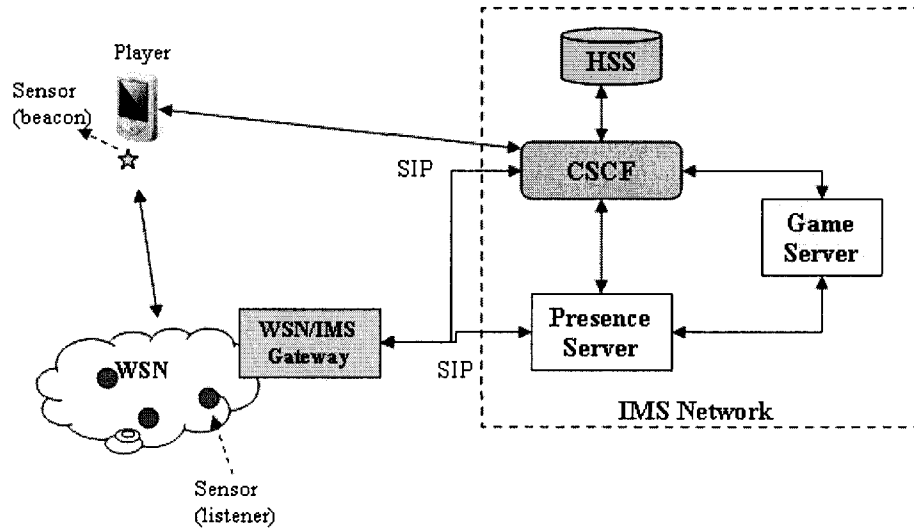 Player
Sensor
(beacon)
HSS
SIP
CSCF
Game
Server
WSN/IMS
Gateway
Presence
Server
WSN
SIP
IMS Network
Sensor
(listener)